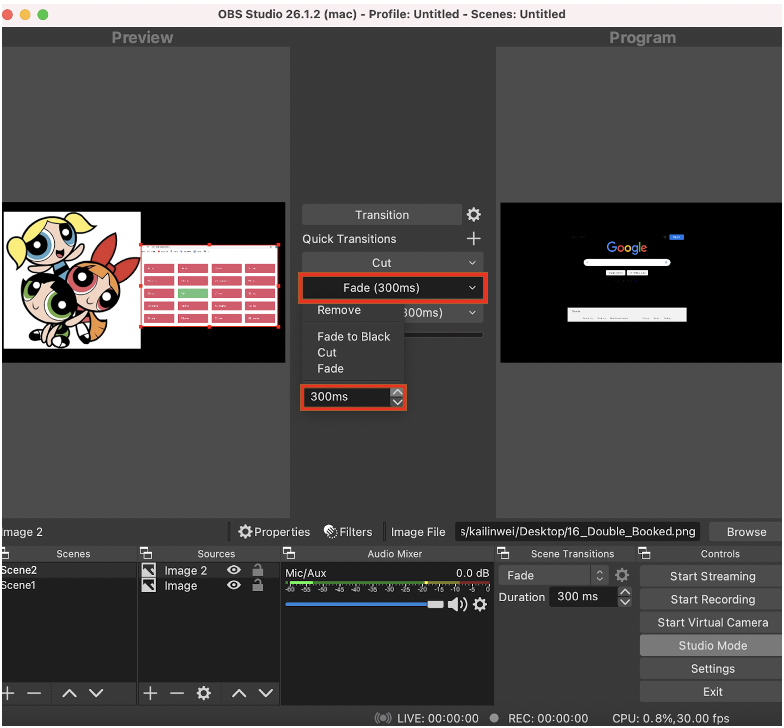 OBS Studio 26.1.2 (mac) - Profile: Untitled - Scenes: Untitled
Preview
Program
Transition
Quick Transitions
Cut
Fade (300ms)
300ms)
Remove
Fade to Black
Cut
Fade
300ms
Google
Image 2
Properties
Filters
Image File
s/kailinwei/Desktop/16_Double_Booked.png
Browse
Scenes
Sources
Audio Mixer
Scene Transitions
Controls
Scene2
Scene1
Image 2
Image
Mic/Aux
0.0 dB
-60 -55 -50 -45 -40 -35 -30 -25 -20 -15 -10 -5 0
Fade
Duration
300 ms
Start Streaming
Start Recording
Start Virtual Camera
Studio Mode
Settings
Exit
LIVE: 00:00:00
REC: 00:00:00
CPU: 0.8%,30.00 fps